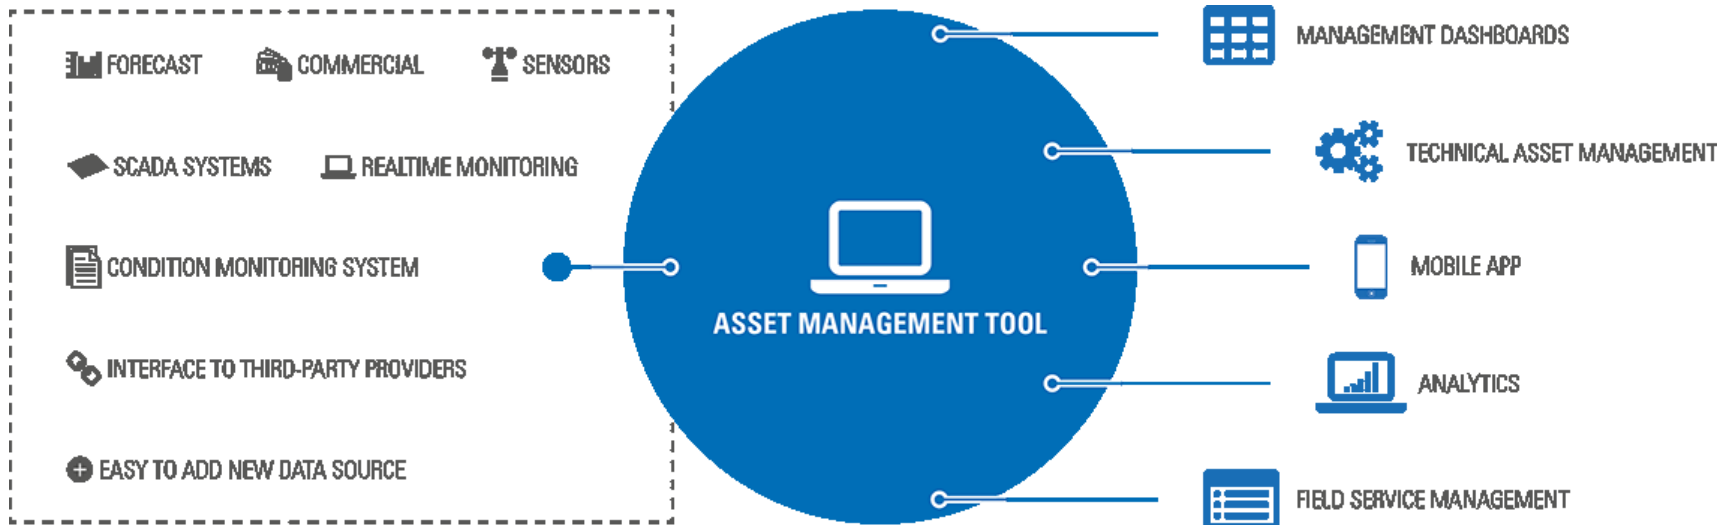 FORECAST
COMMERCIAL
SENSORS
SCADA SYSTEMS
REALTIME MONITORING
CONDITION MONITORING SYSTEM
INTERFACE TO THIRD-PARTY PROVIDERS
EASY TO ADD NEW DATA SOURCE
ASSET MANAGEMENT TOOL
MANAGEMENT DASHBOARDS
TECHNICAL ASSET MANAGEMENT
MOBILE APP
ANALYTICS
FIELD SERVICE MANAGEMENT